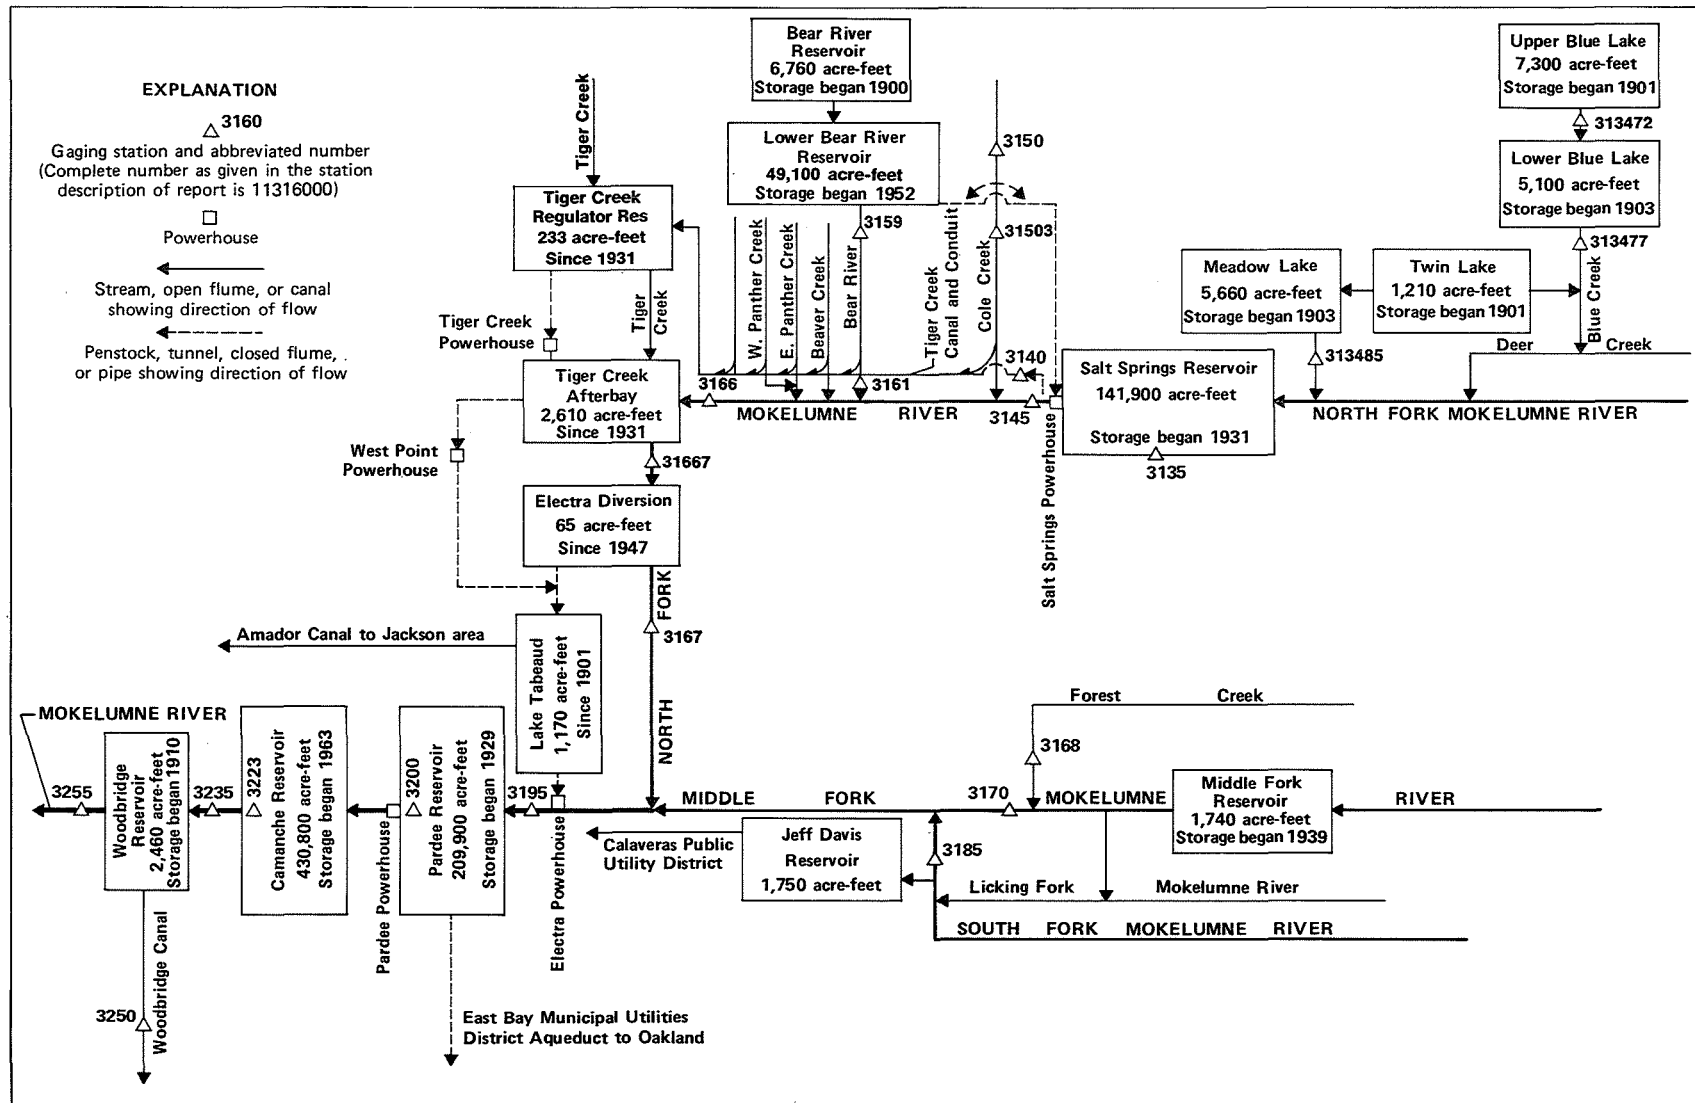 EXPLANATION
3160
Gaging station and abbreviated number
(Complete number as given in the station
description of report is 11316000)
Powerhouse
Stream, open flume, or canal
showing direction of flow
Penstock, tunnel, closed flume,
or pipe showing direction of flow
Tiger Creek
Tiger Creek
Regulator Res
233 acre-feet
Since 1931
Tiger Creek
Powerhouse
Tiger
Creek
Tiger Creek
Afterbay
2,610 acre-feet
Since 1931
West Point
Powerhouse
31667
Electra Diversion
65 acre-feet
Since 1947
Bear River
Reservoir
6,760 acre-feet
Storage began 1900
Lower Bear River
Reservoir
49,100 acre-feet
Storage began 1952
3159
W. Panther Creek
E. Panther Creek
Beaver Creek
Bear River
Tiger Creek
Canal and Conduit
Cole Creek
3150
31503
3140
3166
3161
3145
MOKELUMNE RIVER
Salt Springs Powerhouse
Upper Blue Lake
7,300 acre-feet
Storage began 1901
313472
Lower Blue Lake
5,100 acre-feet
Storage began 1903
313477
Meadow Lake
5,660 acre-feet
Storage began 1903
Twin Lake
1,210 acre-feet
Storage began 1901
Blue Creek
313485
Deer Creek
Salt Springs Reservoir
141,900 acre-feet
Storage began 1931
3135
NORTH FORK MOKELUMNE RIVER
FORK
3167
NORTH
Amador Canal to Jackson area
Lake Tabeaud
1,170 acre-feet
Since 1901
MOKELUMNE RIVER
3255
Woodbridge
Reservoir
2,460 acre-feet
Storage began 1910
3235
3223
Camanche Reservoir
430,800 acre-feet
Storage began 1963
Pardee Powerhouse
3200
Pardee Reservoir
209,900 acre-feet
Storage began 1929
3195
Electra Powerhouse
MIDDLE FORK
3170
MOKELUMNE
RIVER
Forest Creek
3168
Middle Fork
Reservoir
1,740 acre-feet
Storage began 1939
Calaveras Public
Utility District
Jeff Davis
Reservoir
1,750 acre-feet
3185
Licking Fork Mokelumne River
SOUTH FORK MOKELUMNE RIVER
3250
Woodbridge Canal
East Bay Municipal Utilities
District Aqueduct to Oakland